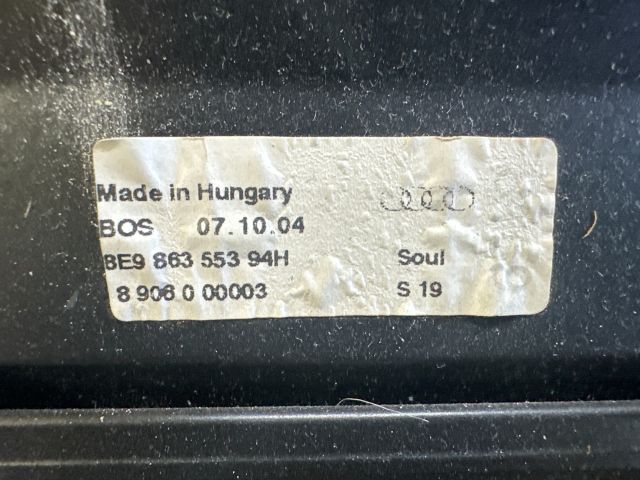 Made in Hungary
BOS 07.10.04
8E9 863 553 94H Soul
8 906 0 00003 S 19